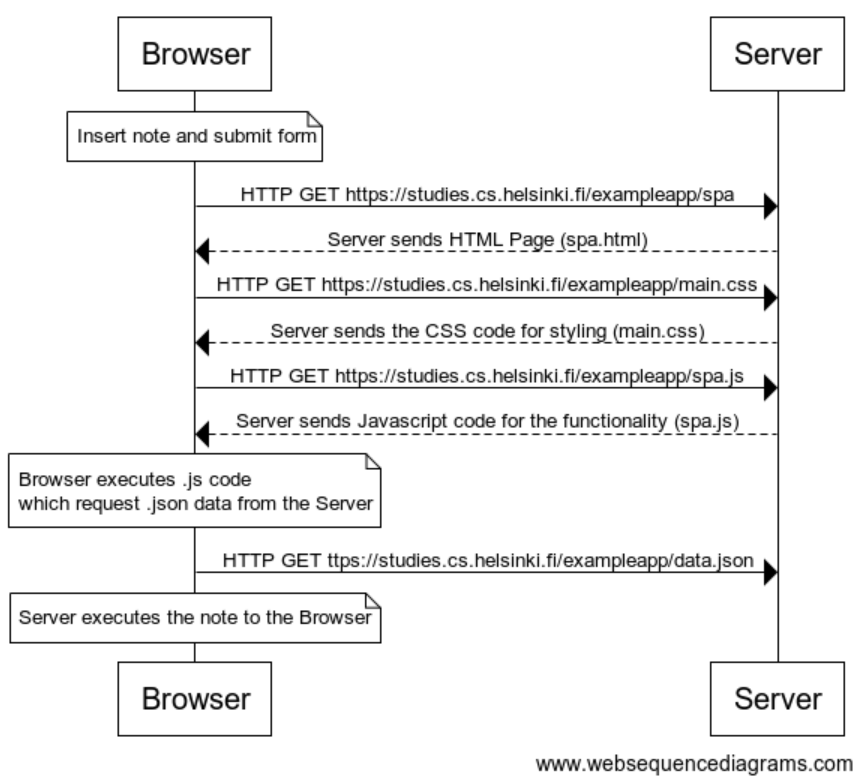 Browser
Server
Insert note and submit form
HTTP GET https://studies.cs.helsinki.fi/exampleapp/spa
Server sends HTML Page (spa.html)
HTTP GET https://studies.cs.helsinki.fi/exampleapp/main.css
Server sends the CSS code for styling (main.css)
HTTP GET https://studies.cs.helsinki.fi/exampleapp/spa.js
Server sends Javascript code for the functionality (spa.js)
Browser executes .js code
which request .json data from the Server
HTTP GET ttps://studies.cs.helsinki.fi/exampleapp/data.json
Server executes the note to the Browser
Browser
Server
www.websequencediagrams.com